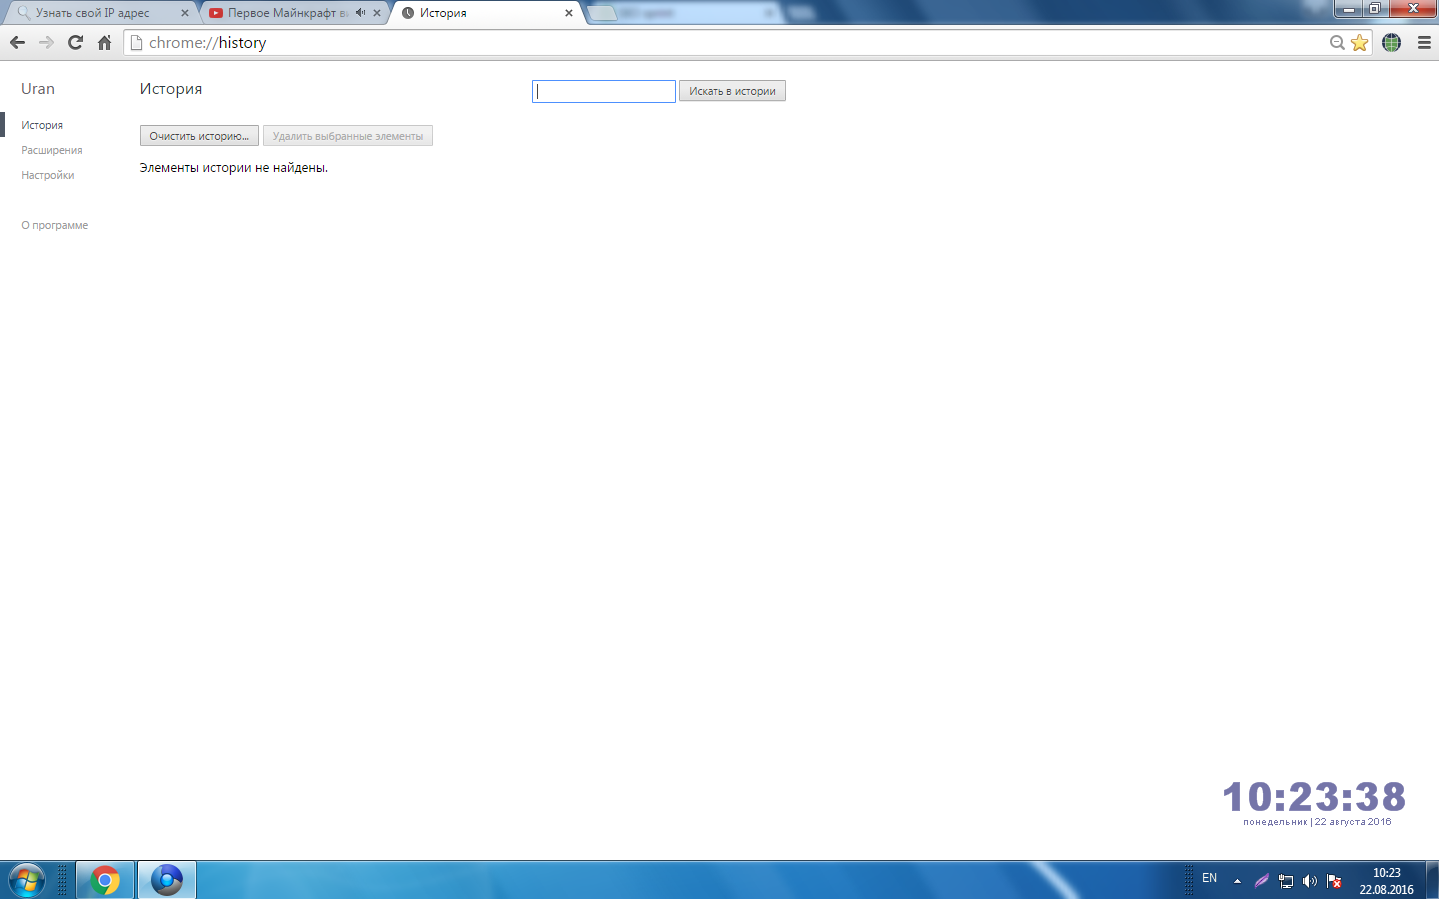 Узнать свой IP адрес
Первое Майнкрафт ви
История
chrome://history
Uran
История
Искать в истории
История
Расширения
Настройки
О программе
Очистить историю...
Удалить выбранные элементы
Элементы истории не найдены.
10:23:38
понедельник | 22 августа 2016
EN
10:23
22.08.2016